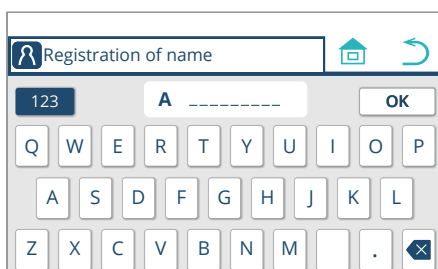 Registration of name
123 A _________ OK
Q W E R T Y U I O P
A S D F G H J K L
Z X C V B N M .